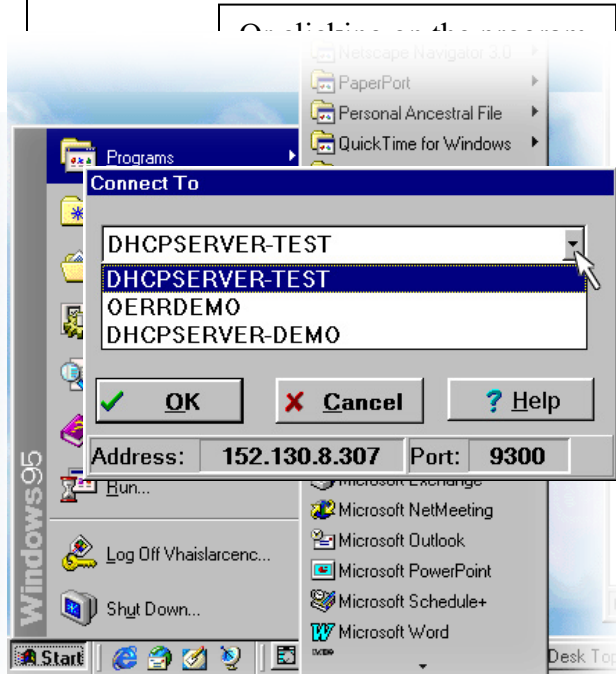 Or clicking on the program
Netscape Navigator 3.0
PaperPort
Personal Ancestral File
QuickTime for Windows
Programs
Connect To
DHCPSERVER-TEST
DHCPSERVER-TEST
OERRDEMO
DHCPSERVER-DEMO
OK
Cancel
? Help
Address: 152.130.8.307 Port: 9300
Microsoft Exchange
Run...
Microsoft NetMeeting
Microsoft Outlook
Log Off Vhaislarcenc...
Microsoft PowerPoint
Microsoft Schedule+
Shut Down...
Microsoft Word
Windows 95
Start
Desk Top